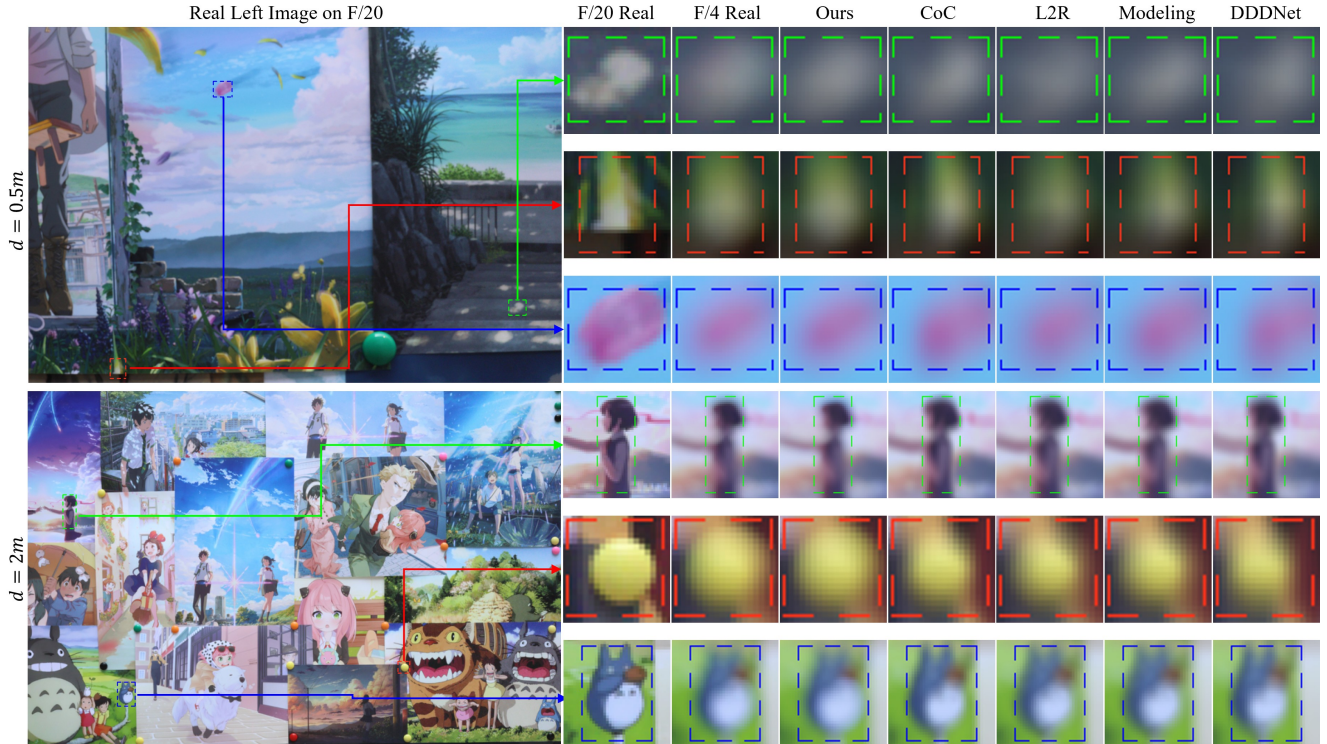 Real Left Image on F/20
F/20 Real
F/4 Real
Ours
CoC
L2R
Modeling
DDDNet
d = 0.5m
d = 2m